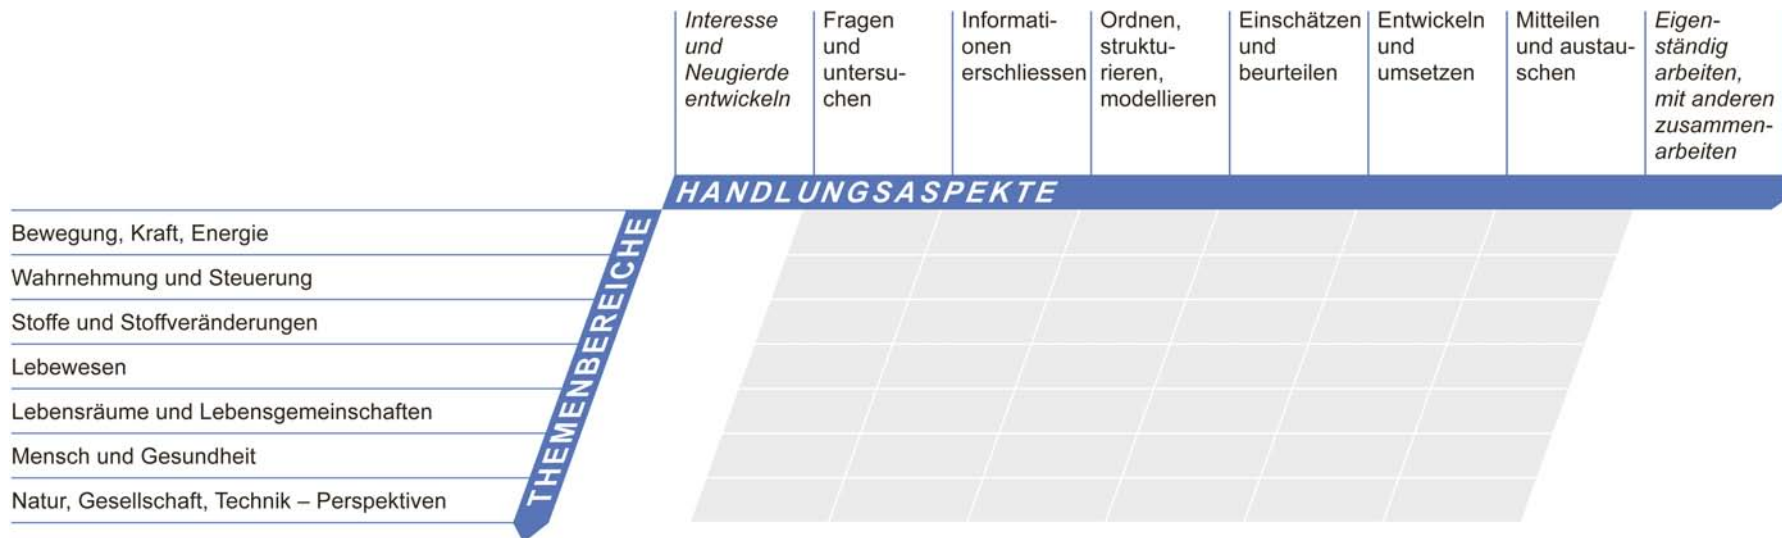 Interesse
und
Neugierde
entwickeln
Fragen
und
untersu-
chen
Informati-
onen
erschliessen
Ordnen,
struktu-
rieren,
modellieren
Einschätzen
und
beurteilen
Entwickeln
und
umsetzen
Mitteilen
und austau-
schen
Eigen-
ständig
arbeiten,
mit anderen
zusammen-
arbeiten
HANDLUNGSASPEKTE
THEMENBEREICHE
Bewegung, Kraft, Energie
Wahrnehmung und Steuerung
Stoffe und Stoffveränderungen
Lebewesen
Lebensräume und Lebensgemeinschaften
Mensch und Gesundheit
Natur, Gesellschaft, Technik – Perspektiven